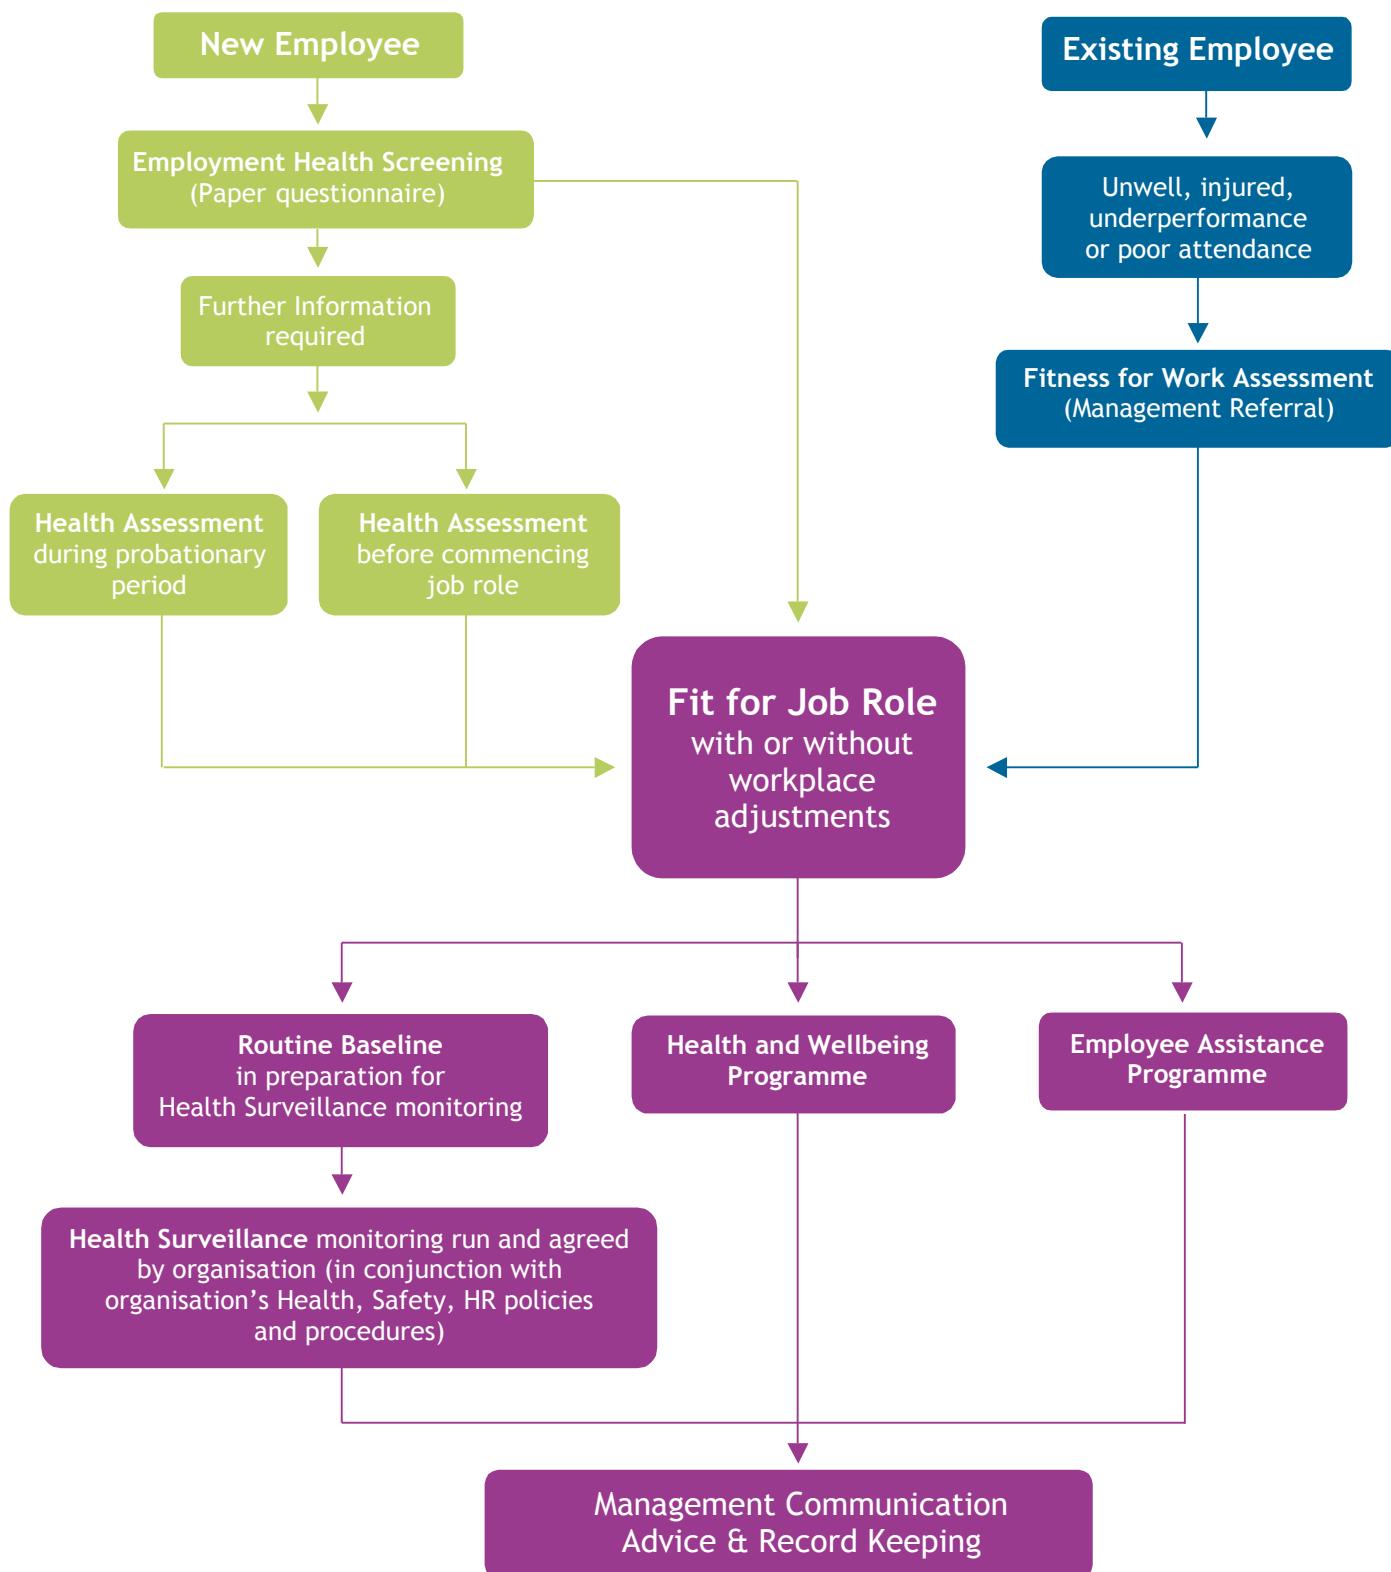 New Employee
Existing Employee
Employment Health Screening
(Paper questionnaire)
Unwell, injured,
underperformance
or poor attendance
Further Information
required
Fitness for Work Assessment
(Management Referral)
Health Assessment
during probationary
period
Health Assessment
before commencing
job role
Fit for Job Role
with or without
workplace
adjustments
Routine Baseline
in preparation for
Health Surveillance monitoring
Health and Wellbeing
Programme
Employee Assistance
Programme
Health Surveillance monitoring run and agreed
by organisation (in conjunction with
organisation’s Health, Safety, HR policies
and procedures)
Management Communication
Advice & Record Keeping